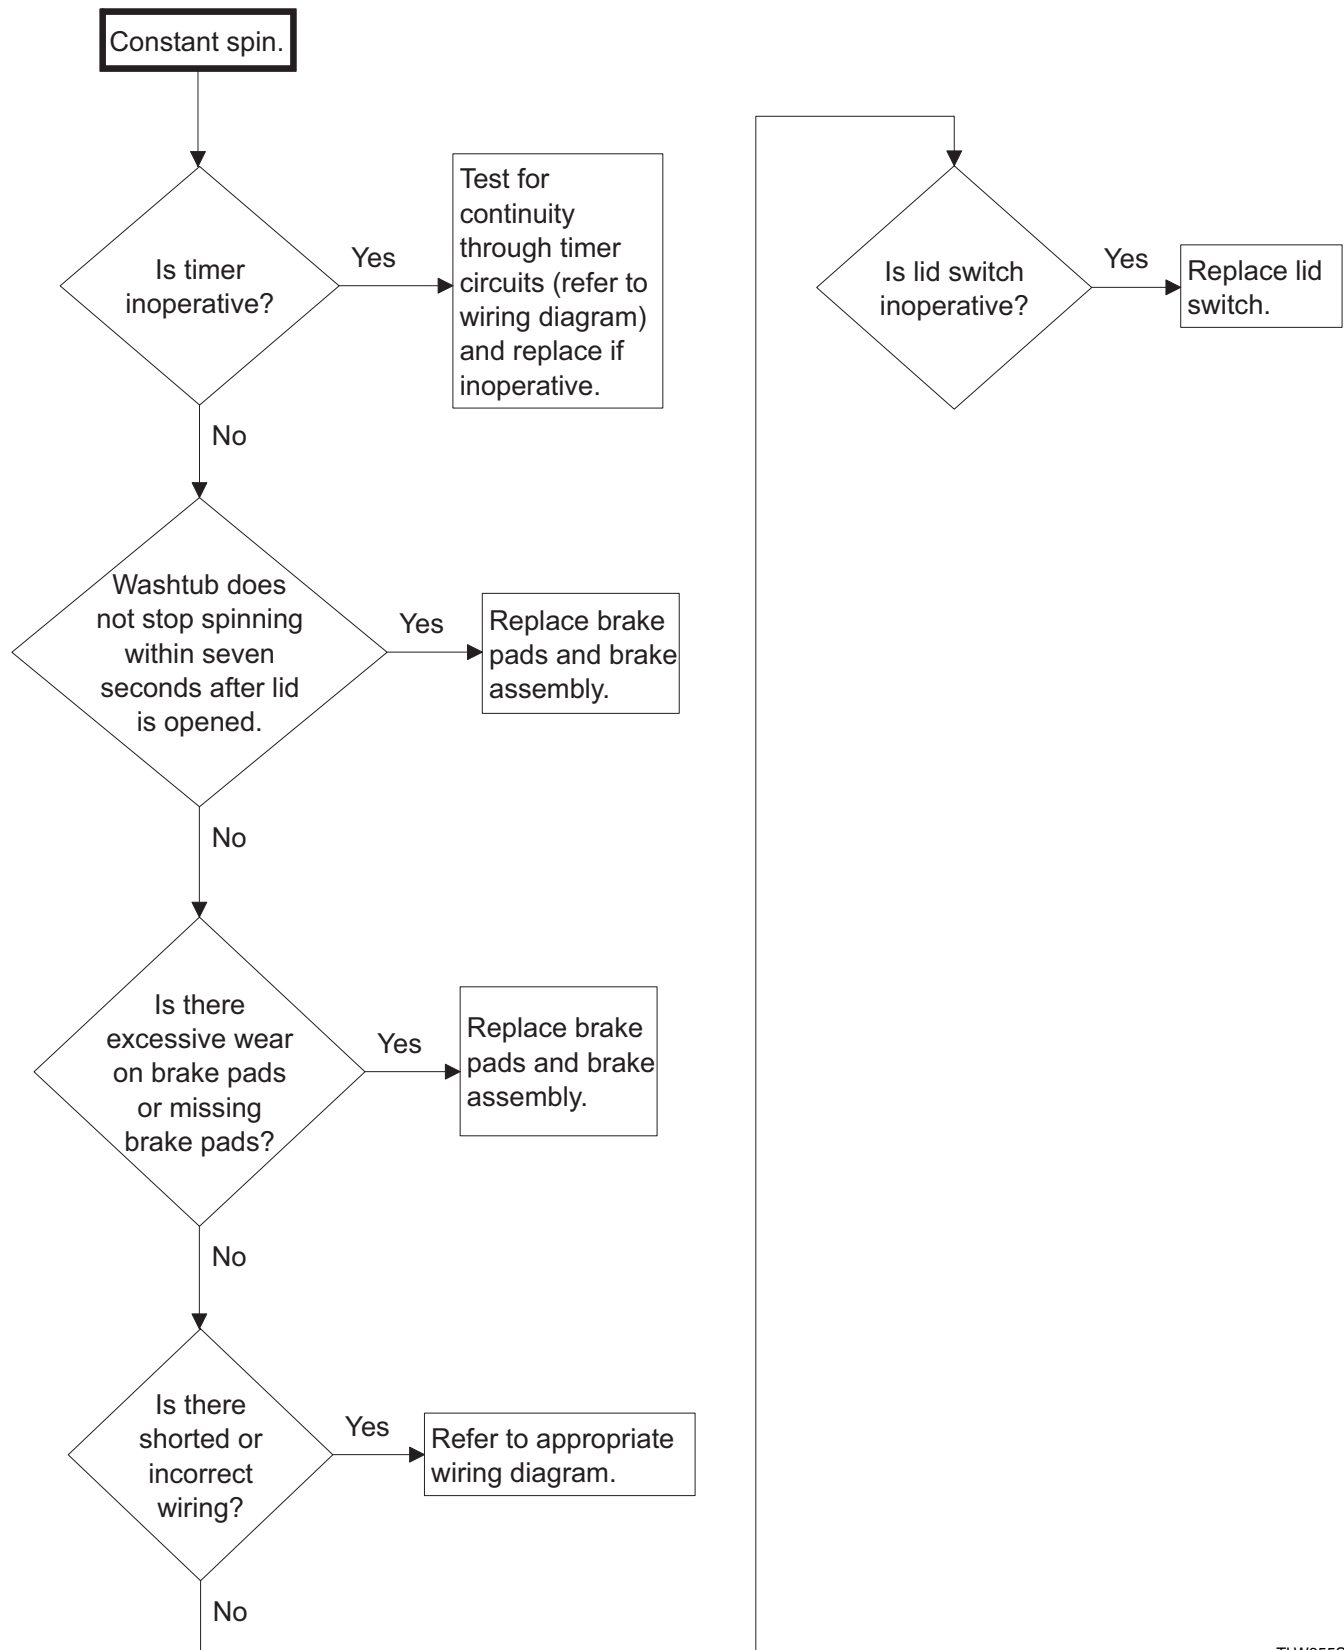 Constant spin.
Is timer
inoperative?
Yes
Test for
continuity
through timer
circuits (refer to
wiring diagram)
and replace if
inoperative.
No
Washtub does
not stop spinning
within seven
seconds after lid
is opened.
Yes
Replace brake
pads and brake
assembly.
No
Is there
excessive wear
on brake pads
or missing
brake pads?
Yes
Replace brake
pads and brake
assembly.
No
Is there
shorted or
incorrect
wiring?
Yes
Refer to appropriate
wiring diagram.
No
Is lid switch
inoperative?
Yes
Replace lid
switch.